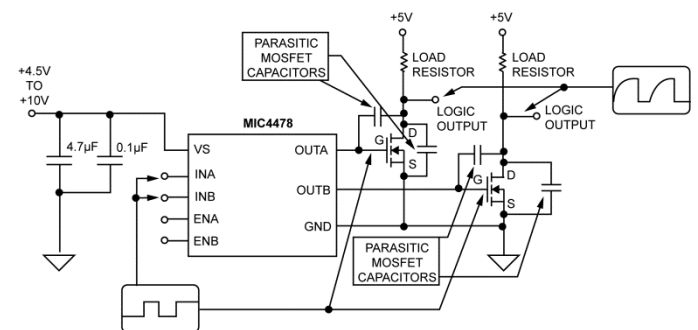 +5V
+5V
PARASITIC
MOSFET
CAPACITORS
LOAD
RESISTOR
LOAD
RESISTOR
+4.5V
TO
+10V
LOGIC
OUTPUT
LOGIC
OUTPUT
MIC4478
4.7µF
0.1µF
VS
OUTA
G
D
S
INA
INB
OUTB
G
D
S
ENA
ENB
GND
PARASITIC
MOSFET
CAPACITORS